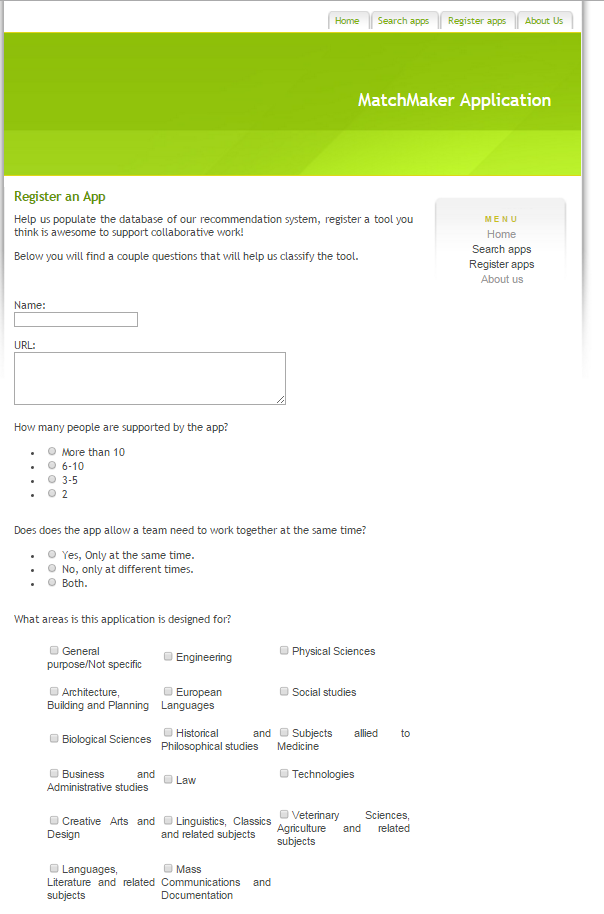 Home Search apps Register apps About Us
MatchMaker Application
Register an App
Help us populate the database of our recommendation system, register a tool you
think is awesome to support collaborative work!
Below you will find a couple questions that will help us classify the tool.
MENU
Home
Search apps
Register apps
About us
Name:
URL:
How many people are supported by the app?
More than 10
6-10
3-5
2
Does does the app allow a team need to work together at the same time?
Yes, Only at the same time.
No, only at different times.
Both.
What areas is this application is designed for?
General
purpose/Not specific
Engineering
Physical Sciences
Architecture,
Building and Planning
European
Languages
Social studies
Biological Sciences
Historical and
Philosophical studies
Subjects allied to
Medicine
Business and
Administrative studies
Law
Technologies
Creative Arts and
Design
Linguistics, Classics
and related subjects
Veterinary Sciences,
Agriculture and related
subjects
Languages,
Literature and related
subjects
Mass
Communications and
Documentation